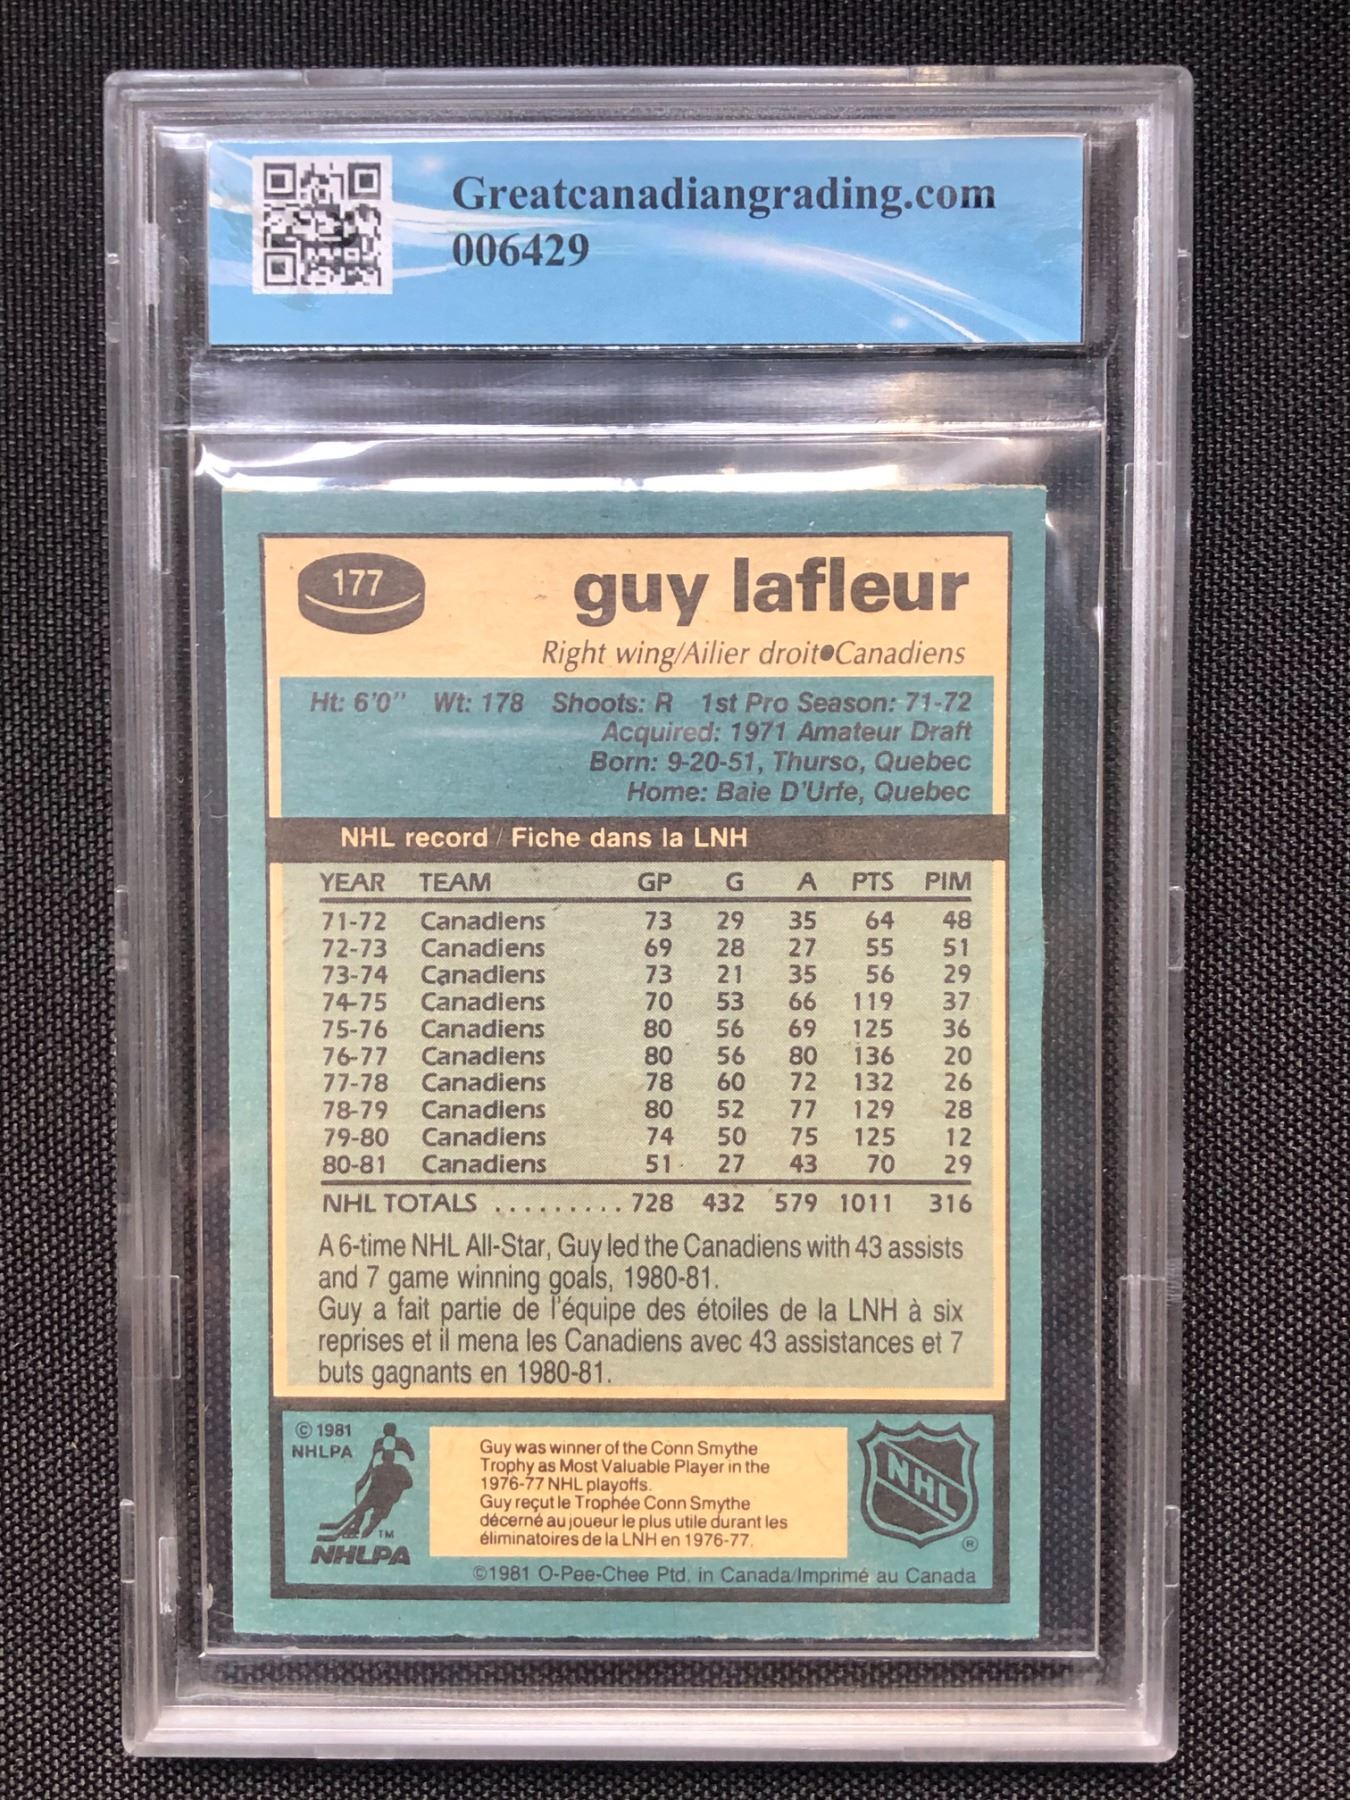 Greatcanadiangrading.com
006429
177
guy lafleur
Right wing/Ailier droit•Canadiens
Ht: 6'0" Wt: 178 Shoots: R 1st Pro Season: 71-72
Acquired: 1971 Amateur Draft
Born: 9-20-51, Thurso, Quebec
Home: Baie D'Urfe, Quebec
NHL record / Fiche dans la LNH
YEAR TEAM GP G A PTS PIM
71-72 Canadiens 73 29 35 64 48
72-73 Canadiens 69 28 27 55 51
73-74 Canadiens 73 21 35 56 29
74-75 Canadiens 70 53 66 119 37
75-76 Canadiens 80 56 69 125 36
76-77 Canadiens 80 56 80 136 20
77-78 Canadiens 78 60 72 132 26
78-79 Canadiens 80 52 77 129 28
79-80 Canadiens 74 50 75 125 12
80-81 Canadiens 51 27 43 70 29
NHL TOTALS ......... 728 432 579 1011 316
A 6-time NHL All-Star, Guy led the Canadiens with 43 assists
and 7 game winning goals, 1980-81.
Guy a fait partie de l'équipe des étoiles de la LNH à six
reprises et il mena les Canadiens avec 43 assistances et 7
buts gagnants en 1980-81.
© 1981
NHLPA
TM
NHLPA
Guy was winner of the Conn Smythe
Trophy as Most Valuable Player in the
1976-77 NHL playoffs.
Guy reçut le Trophée Conn Smythe
décerné au joueur le plus utile durant les
éliminatoires de la LNH en 1976-77.
NHL
®
©1981 O-Pee-Chee Ptd. in Canada/Imprimé au Canada